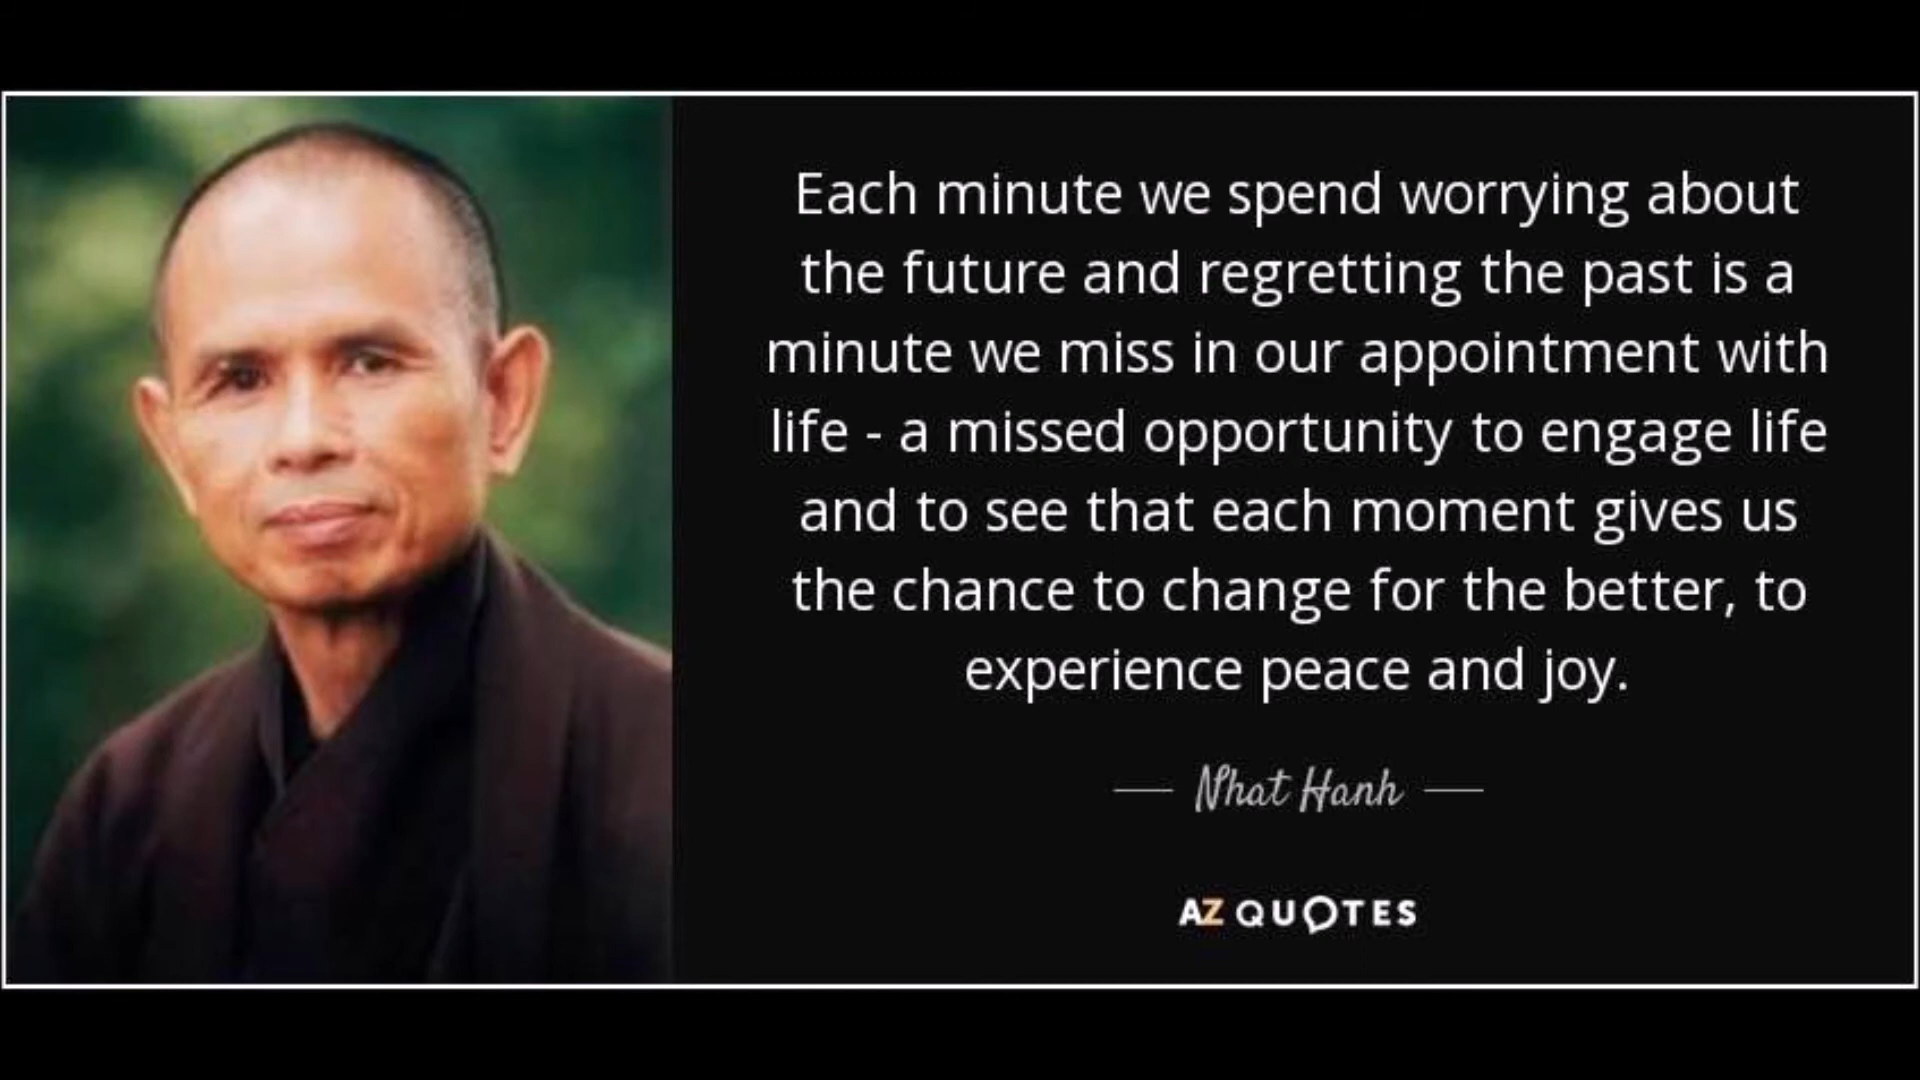 Each minute we spend worrying about
the future and regretting the past is a
minute we miss in our appointment with
life - a missed opportunity to engage life
and to see that each moment gives us
the chance to change for the better, to
experience peace and joy.
Nhat Hanh
AZ QUOTES